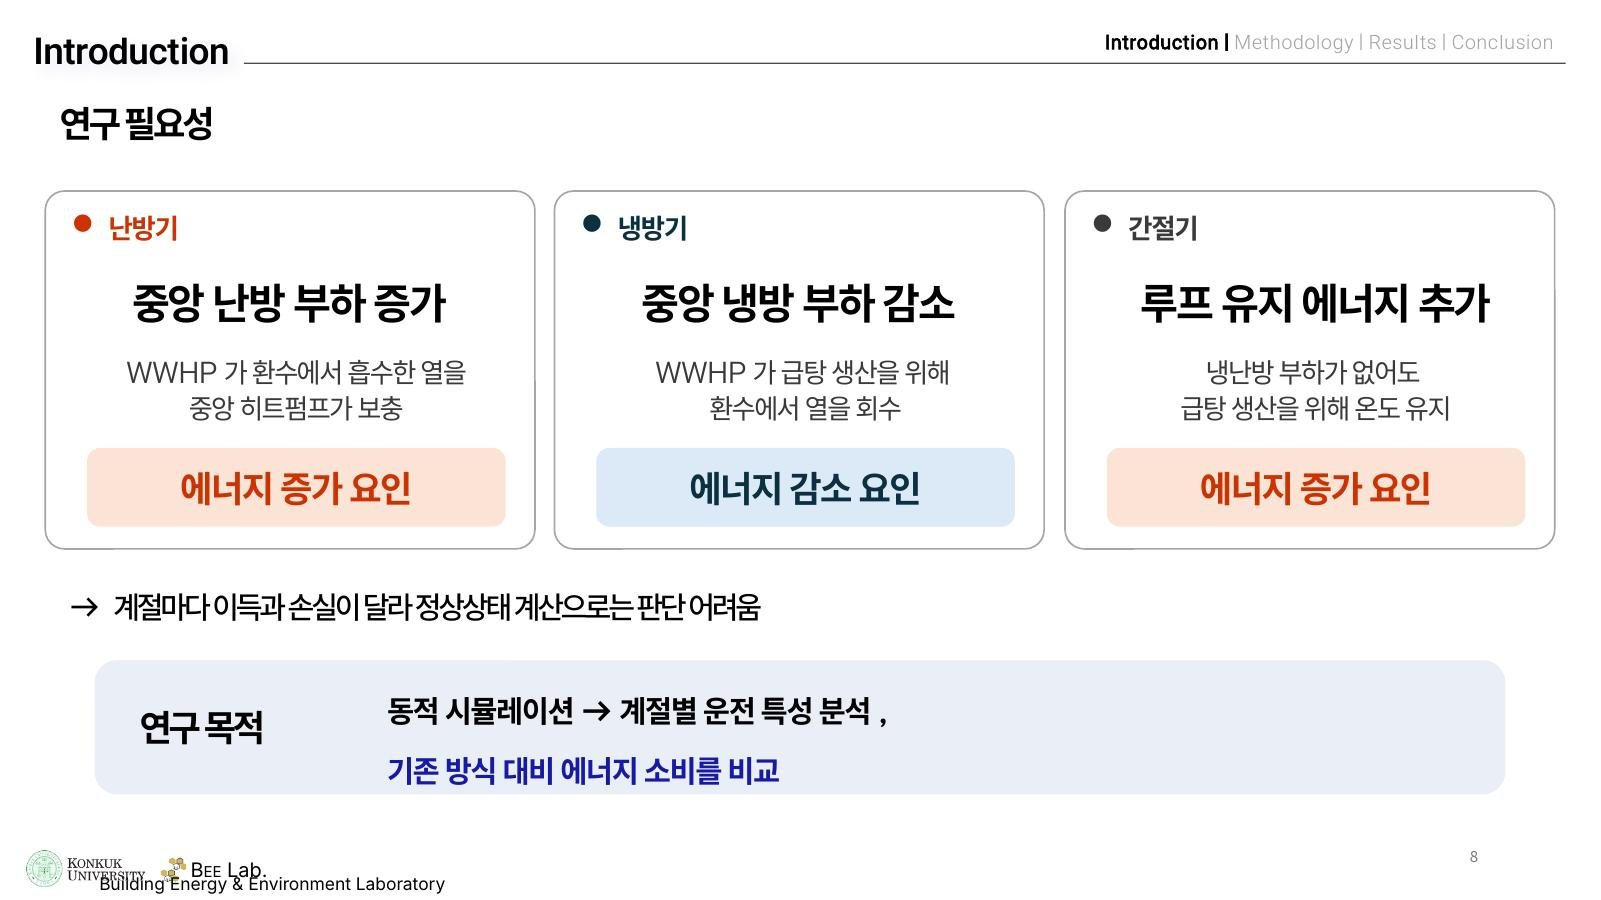 Introduction
Introduction | Methodology | Results | Conclusion
연구 필요성
난방기
중앙 난방 부하 증가
WWHP 가 환수에서 흡수한 열을
중앙 히트펌프가 보충
에너지 증가 요인
냉방기
중앙 냉방 부하 감소
WWHP 가 급탕 생산을 위해
환수에서 열을 회수
에너지 감소 요인
간절기
루프 유지 에너지 추가
냉난방 부하가 없어도
급탕 생산을 위해 온도 유지
에너지 증가 요인
→ 계절마다 이득과 손실이 달라 정상상태 계산으로는 판단 어려움
연구 목적
동적 시뮬레이션 → 계절별 운전 특성 분석 ,
기존 방식 대비 에너지 소비를 비교
KONKUK
UNIVERSITY
BEE Lab.
Building Energy & Environment Laboratory
8